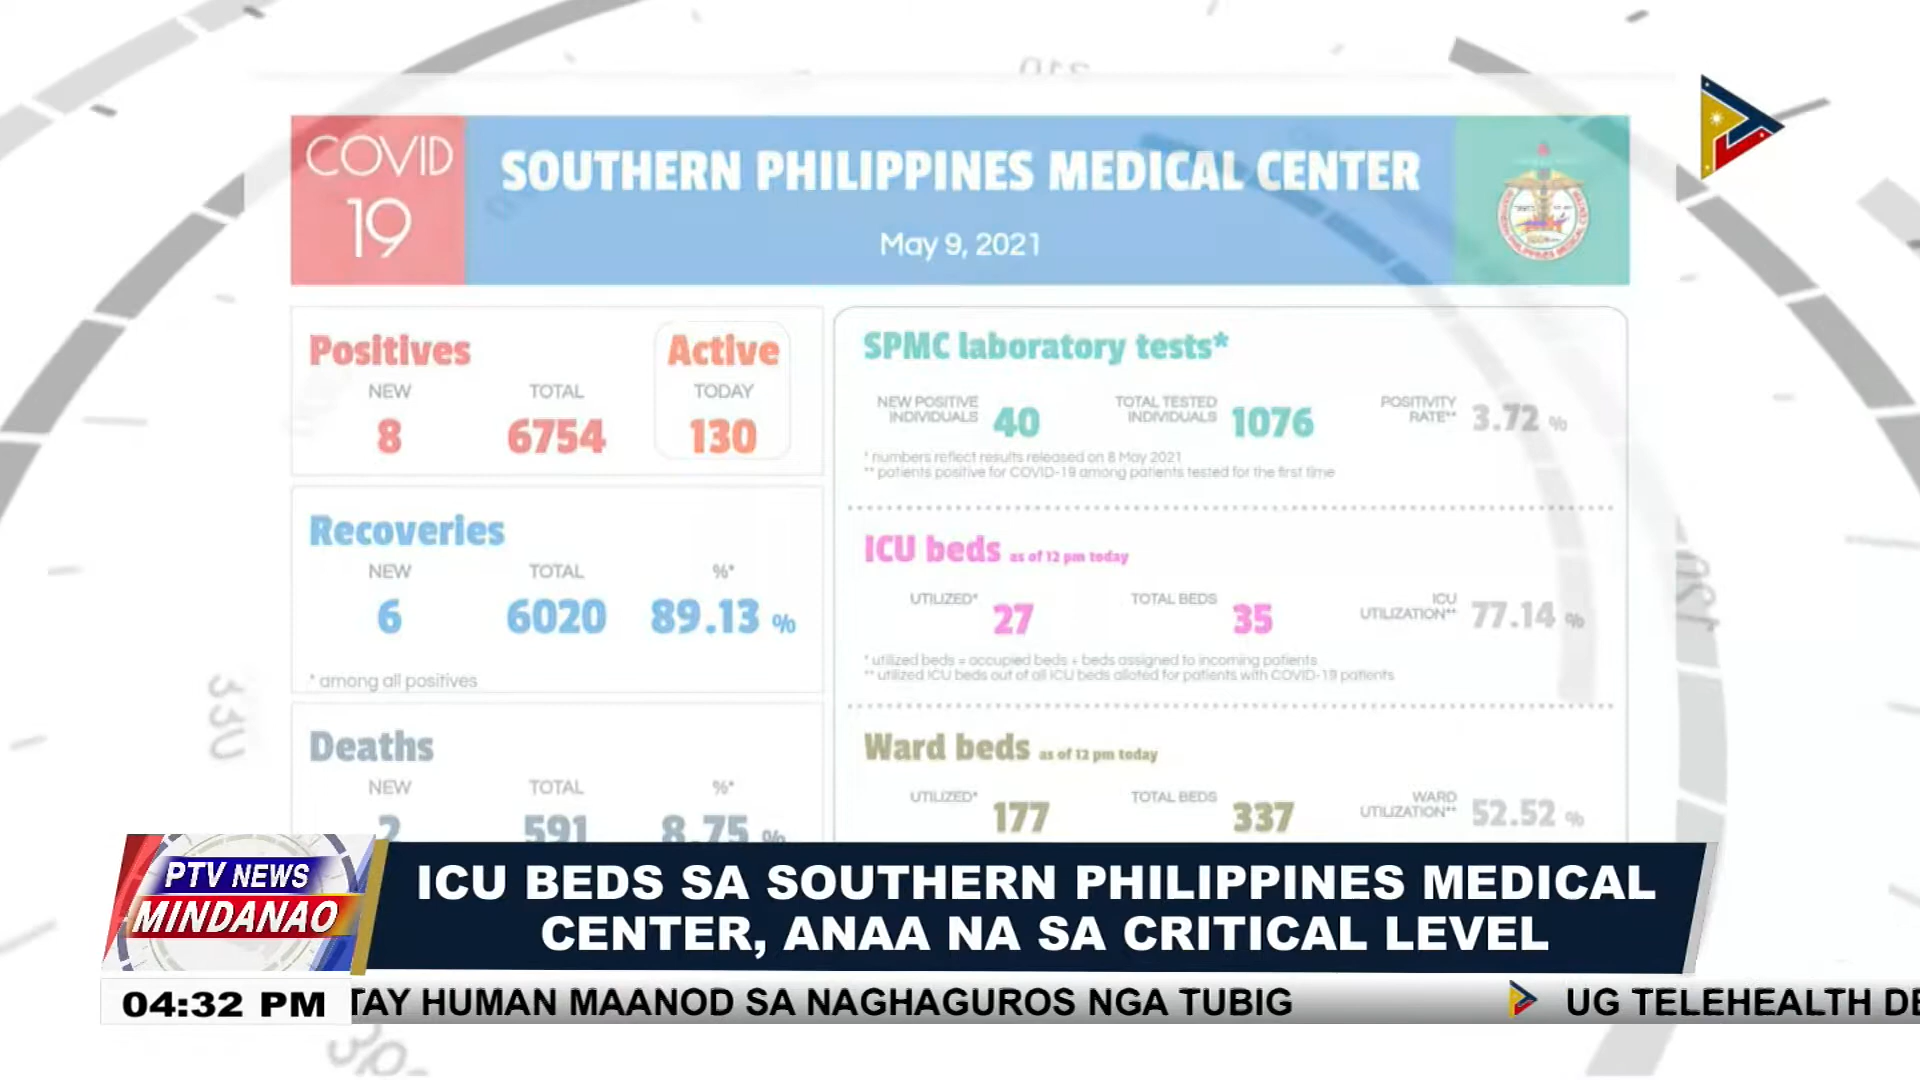 COVID
19
SOUTHERN PHILIPPINES MEDICAL CENTER
May 9, 2021
Positives
NEW
8
TOTAL
6754
Active
TODAY
130
Recoveries
NEW
6
TOTAL
6020
%*
89.13 %
* among all positives
Deaths
NEW
2
TOTAL
591
%*
8.75 %
SPMC laboratory tests*
NEW POSITIVE
INDIVIDUALS
40
TOTAL TESTED
INDIVIDUALS
1076
POSITIVITY
RATE**
3.72 %
* numbers reflect results released on 8 May 2021
** patients positive for COVID-19 among patients tested for the first time
ICU beds as of 12 pm today
UTILIZED*
27
TOTAL BEDS
35
ICU
UTILIZATION**
77.14 %
* utilized beds = occupied beds + beds assigned to incoming patients
** utilized ICU beds out of all ICU beds alloted for patients with COVID-19 patients
Ward beds as of 12 pm today
UTILIZED*
177
TOTAL BEDS
337
WARD
UTILIZATION**
52.52 %
PTV NEWS
MINDANAO
ICU BEDS SA SOUTHERN PHILIPPINES MEDICAL
CENTER, ANAA NA SA CRITICAL LEVEL
04:32 PM
TAY HUMAN MAANOD SA NAGHAGUROS NGA TUBIG
UG TELEHEALTH DE
330